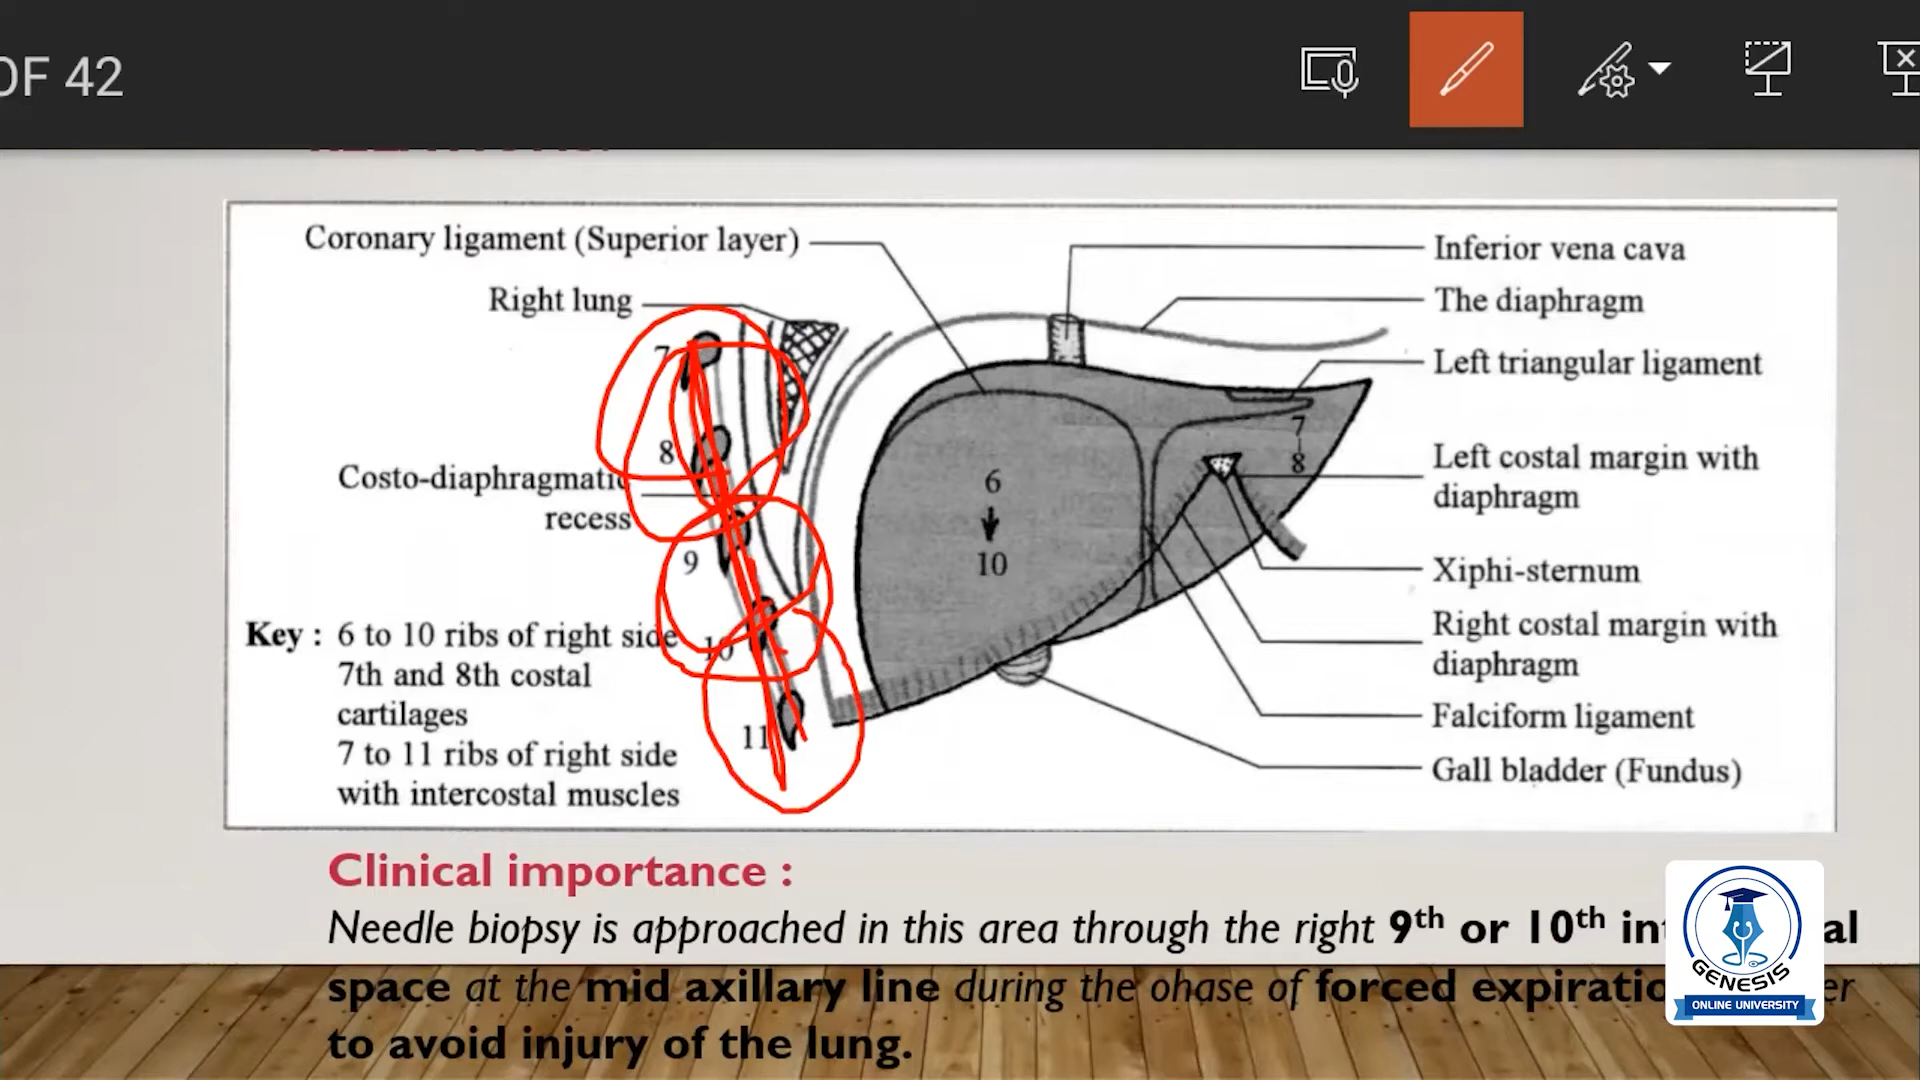 OF 42
Coronary ligament (Superior layer)
Right lung
7
8
Costo-diaphragmatic
recess
9
10
11
Key : 6 to 10 ribs of right side
7th and 8th costal
cartilages
7 to 11 ribs of right side
with intercostal muscles
6
10
7
8
Inferior vena cava
The diaphragm
Left triangular ligament
Left costal margin with
diaphragm
Xiphi-sternum
Right costal margin with
diaphragm
Falciform ligament
Gall bladder (Fundus)
Clinical importance :
Needle biopsy is approached in this area through the right 9th or 10th
space at the mid axillary line during the ohase of forced
to avoid injury of the lung.
GENESIS
ONLINE UNIVERSITY